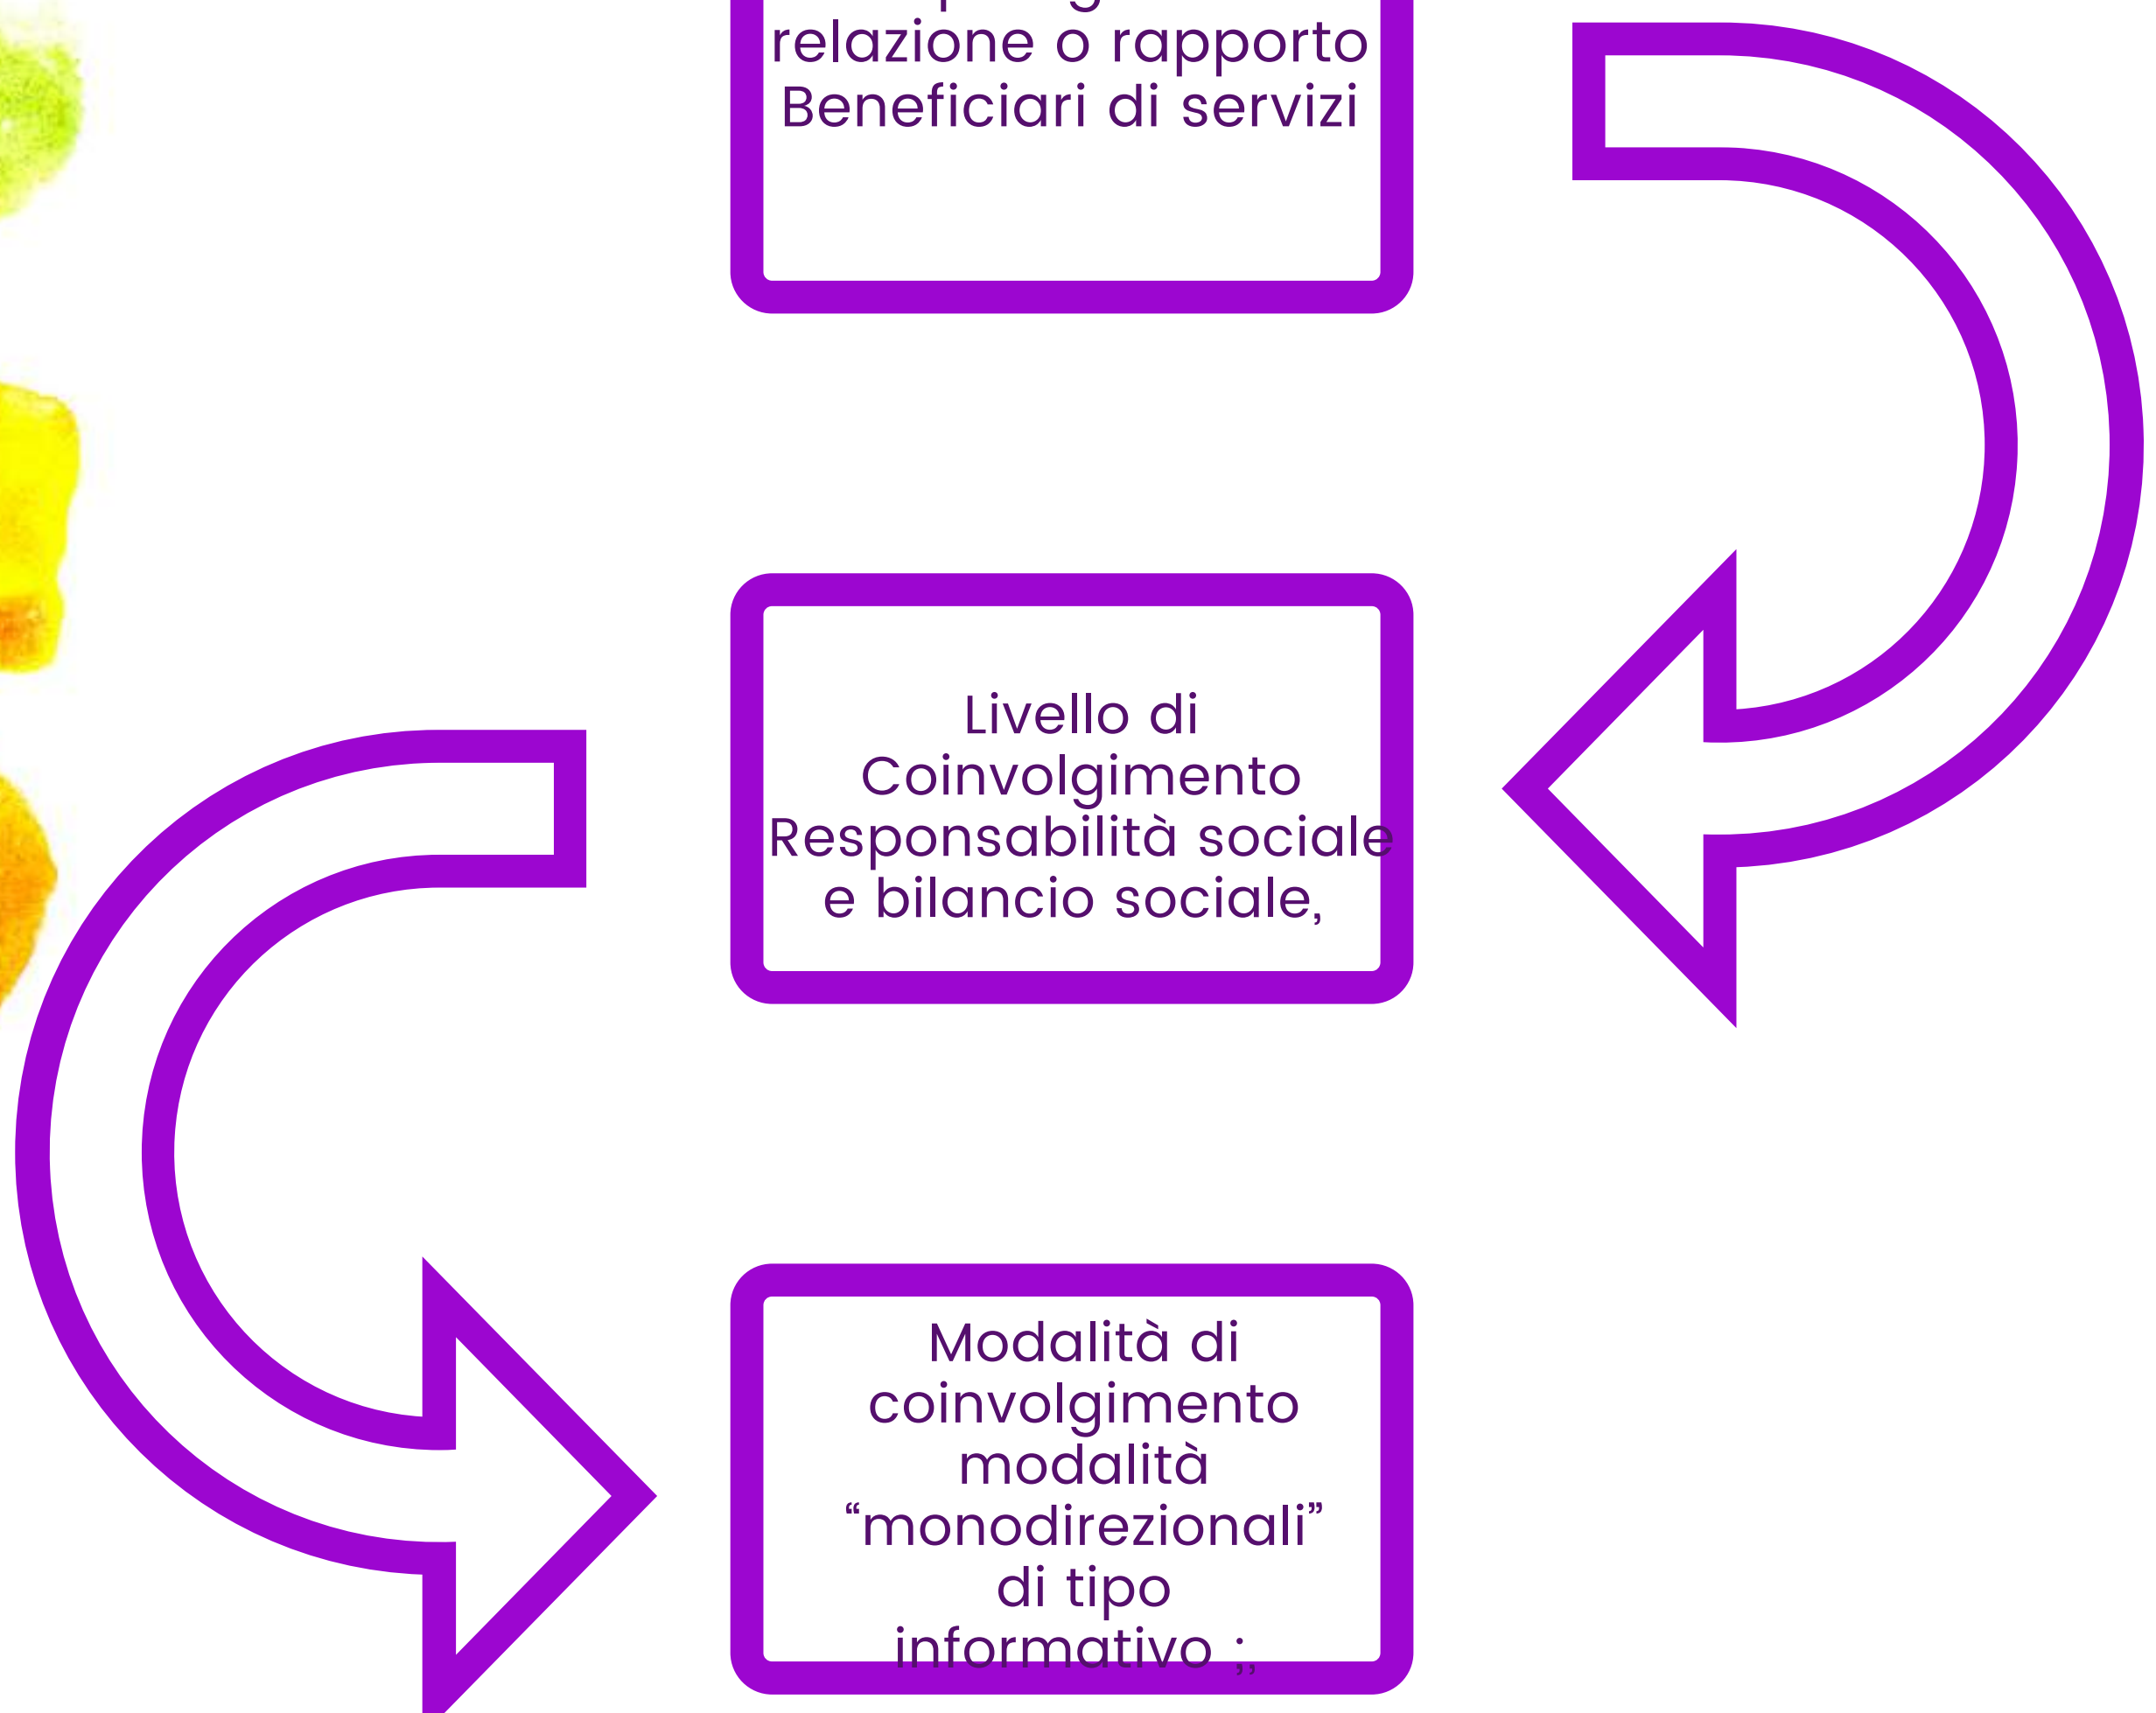 relazione o rapporto
Beneficiari di servizi
Livello di
Coinvolgimento
Responsabilità sociale
e bilancio sociale,
Modalità di
coinvolgimento
modalità
“monodirezionali”
di tipo
informativo ;,